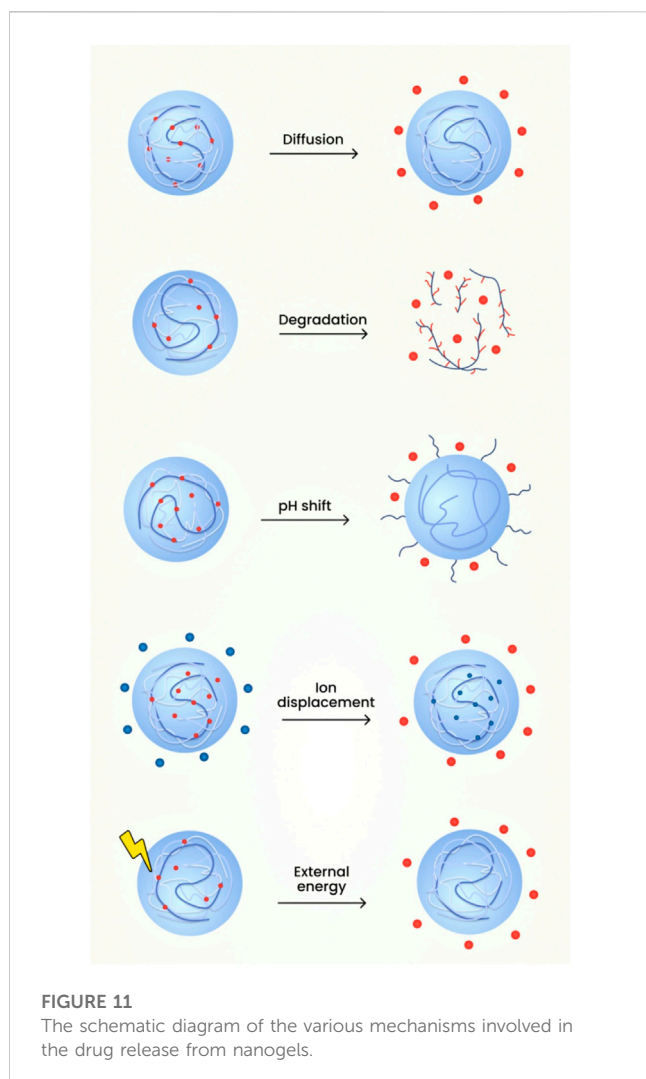 Diffusion
Degradation
pH shift
Ion
displacement
External
energy
FIGURE 11
The schematic diagram of the various mechanisms involved in
the drug release from nanogels.